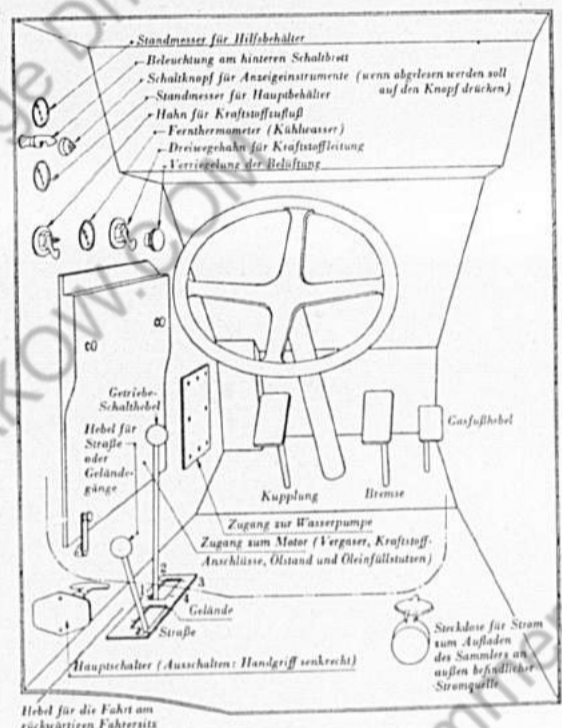 Standmesser für Hilfsbehälter
Beleuchtung am hinteren Schaltbrett
Schaltknopf für Anzeigeinstrumente (wenn abgelesen werden soll
auf den Knopf drücken)
Standmesser für Hauptbehälter
Hahn für Kraftstoffzufluß
Fernthermometer (Kühlwasser)
Dreiwegehahn für Kraftstoffleitung
Verriegelung der Belüftung
Getriebe-
Schalthebel
Hebel für
Straße
oder
Gelände-
gänge
Gasfußhebel
Kupplung
Bremse
Zugang zur Wasserpumpe
Zugang zum Motor (Vergaser, Kraftstoff-
Anschlüsse, Ölstand und Öleinfüllstutzen)
1 2 3
4
Gelände
Straße
Hauptschalter (Ausschalten: Handgriff senkrecht)
Steckdose für Strom
zum Aufladen
des Sammlers an
außen befindlicher
Stromquelle
Hebel für die Fahrt am
rückwärtigen Fahrersitz